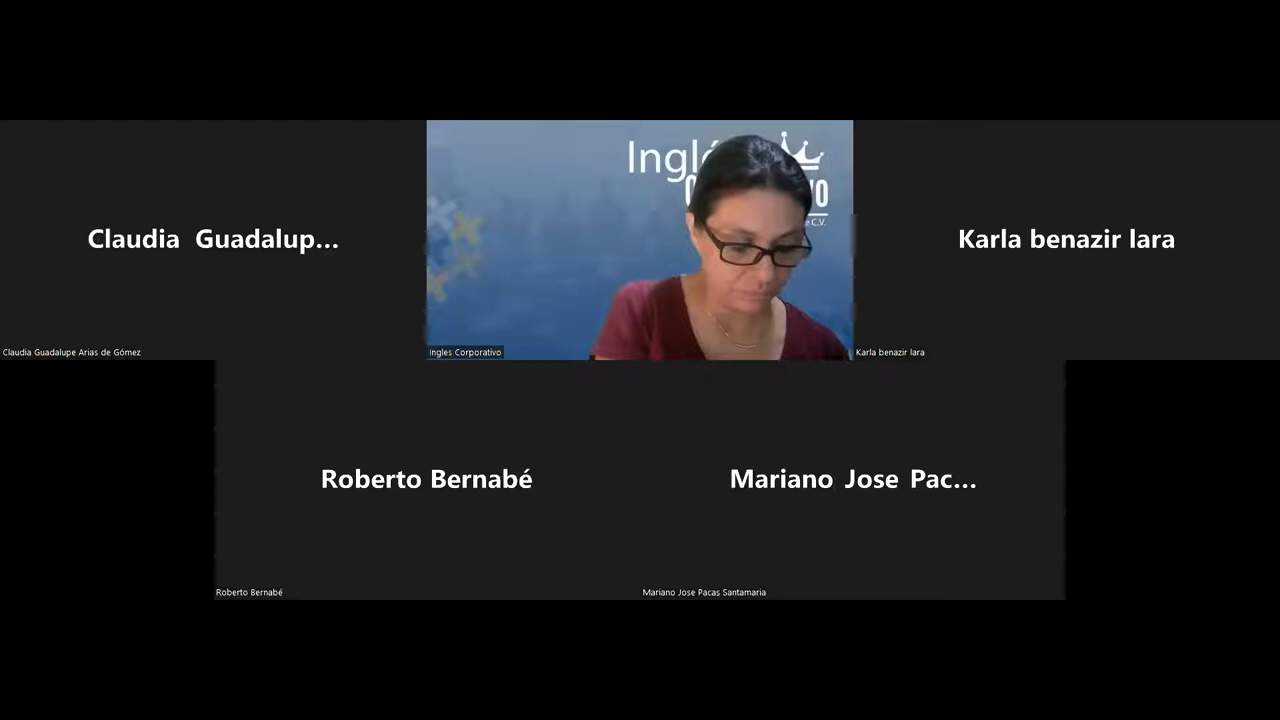 Claudia Guadalup...
Claudia Guadalupe Arias de Gómez
Inglé
e C.V.
Ingles Corporativo
Karla benazir lara
Karla benazir lara
Roberto Bernabé
Roberto Bernabé
Mariano Jose Pac...
Mariano Jose Pacas Santamaria